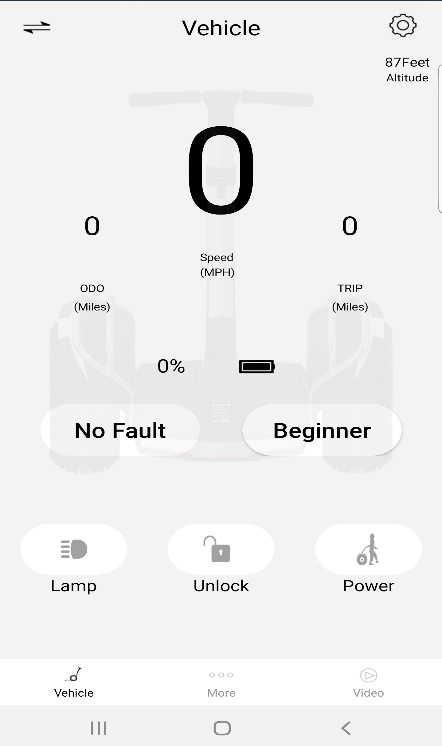 Vehicle
87Feet
Altitude
0
0
0
Speed
(MPH)
ODO
(Miles)
TRIP
(Miles)
0%
No Fault
Beginner
Lamp
Unlock
Power
Vehicle
More
Video